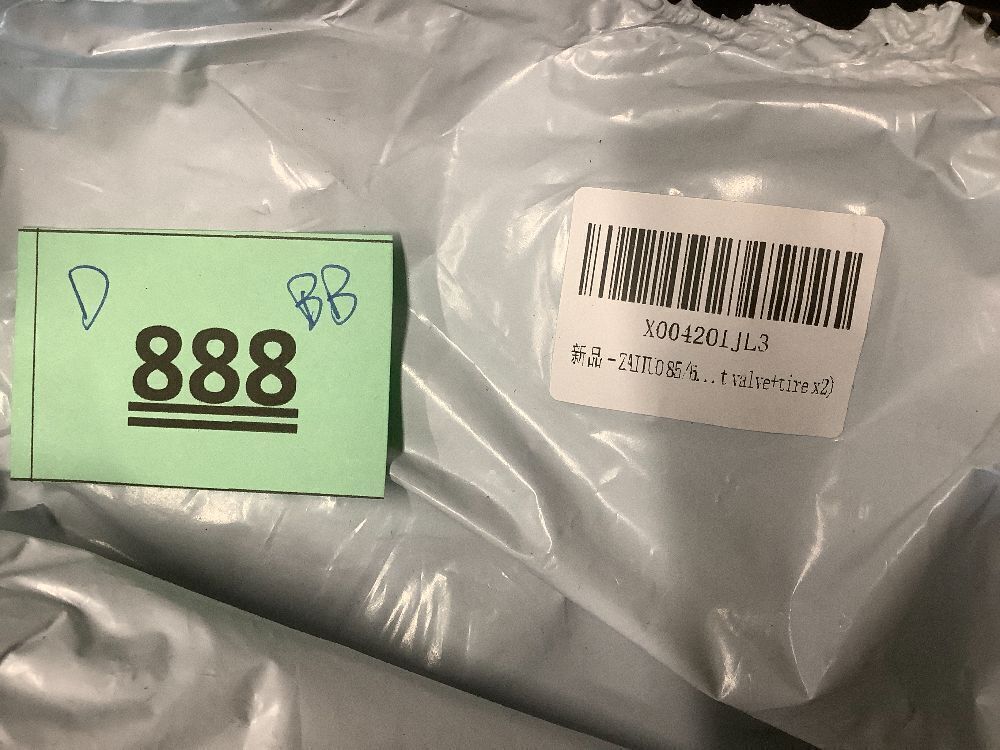 D BB
888
X004201JL3
新品 - ... t valve+tire x2)